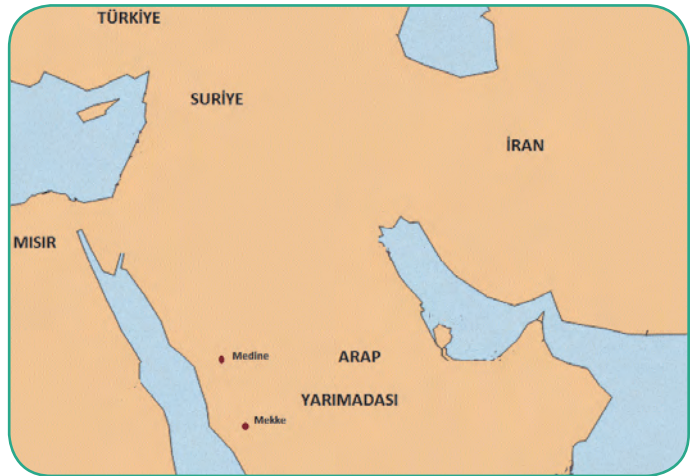 TÜRKİYE
SURİYE
İRAN
MISIR
Medine
ARAP
YARIMADASI
Mekke